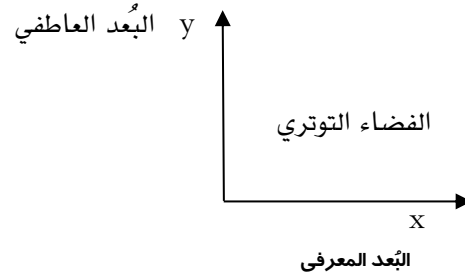 البُعد العاطفي y
الفضاء التوتري
x
البُعد المعرفي